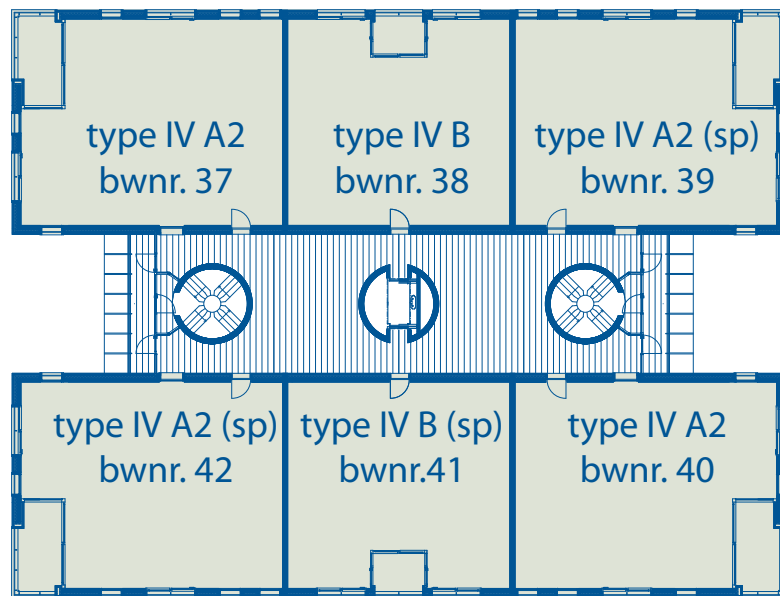 type IV A2
bwnr. 37
type IV B
bwnr. 38
type IV A2 (sp)
bwnr. 39
type IV A2 (sp)
bwnr. 42
type IV B (sp)
bwnr.41
type IV A2
bwnr. 40